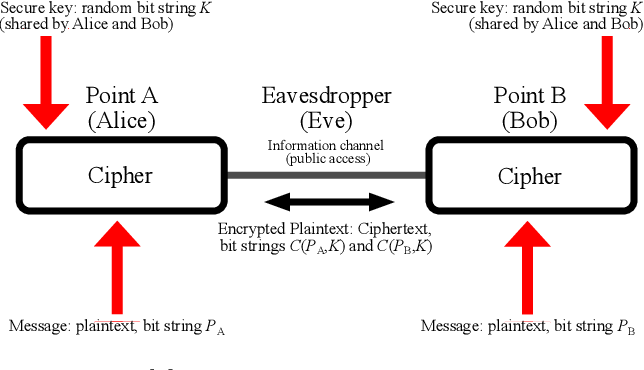 Secure key: random bit string K
(shared by Alice and Bob)
Secure key: random bit string K
(shared by Alice and Bob)
Point A
(Alice)
Eavesdropper
(Eve)
Point B
(Bob)
Information channel
(public access)
Cipher
Cipher
Encrypted Plaintext: Ciphertext,
bit strings C(PA,K) and C(PB,K)
Message: plaintext, bit string PA
Message: plaintext, bit string PB